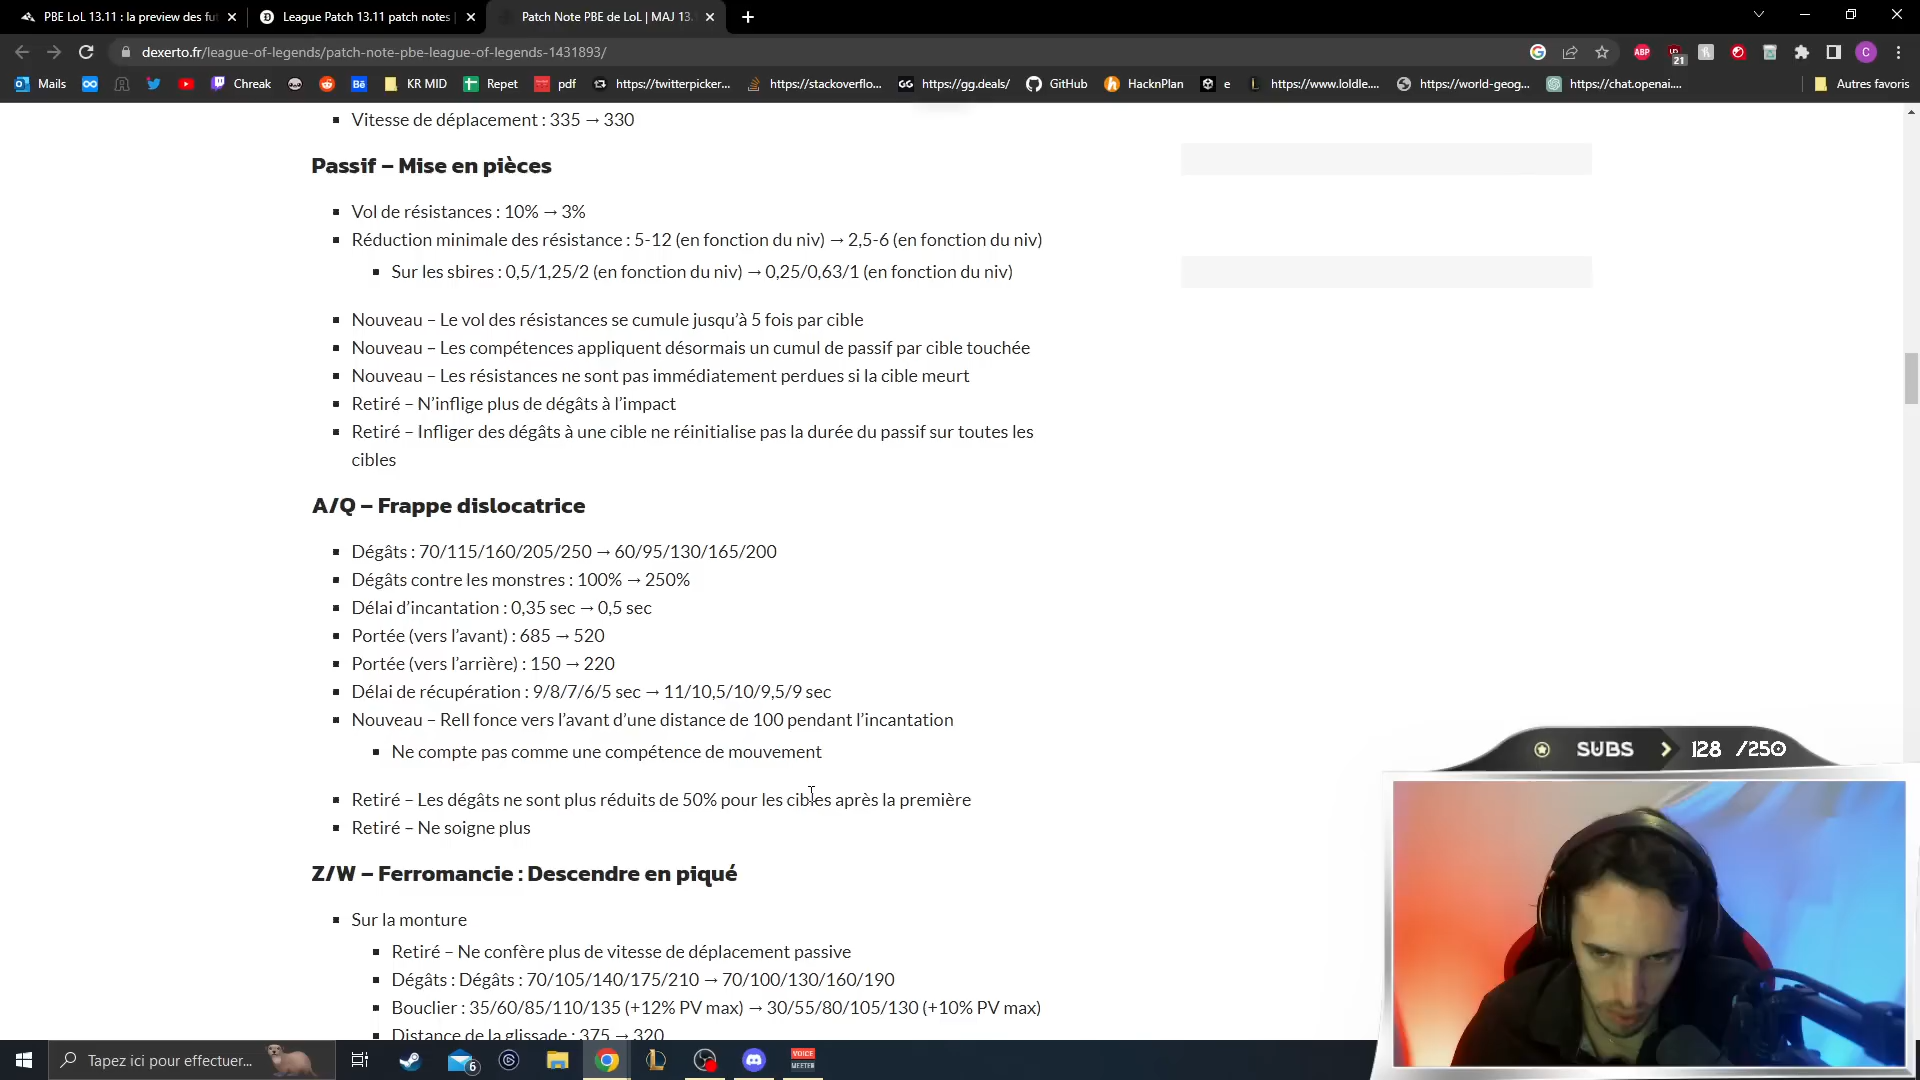 PBE LoL 13.11 : la preview des fu
League Patch 13.11 patch notes
Patch Note PBE de LoL | MAJ 13.
dexerto.fr/league-of-legends/patch-note-pbe-league-of-legends-1431893/
ABP
21
C
Mails
Chreak
Bē
KR MID
Repet
pdf
https://twitterpicker...
https://stackoverflo...
GG
https://gg.deals/
GitHub
HacknPlan
e
L
https://www.loldle....
https://world-geog...
https://chat.openai....
Autres favoris
Vitesse de déplacement : 335 → 330
Passif – Mise en pièces
Vol de résistances : 10% → 3%
Réduction minimale des résistance : 5-12 (en fonction du niv) → 2,5-6 (en fonction du niv)
Sur les sbires : 0,5/1,25/2 (en fonction du niv) → 0,25/0,63/1 (en fonction du niv)
Nouveau – Le vol des résistances se cumule jusqu’à 5 fois par cible
Nouveau – Les compétences appliquent désormais un cumul de passif par cible touchée
Nouveau – Les résistances ne sont pas immédiatement perdues si la cible meurt
Retiré – N’inflige plus de dégâts à l’impact
Retiré – Infliger des dégâts à une cible ne réinitialise pas la durée du passif sur toutes les
cibles
A/Q – Frappe dislocatrice
Dégâts : 70/115/160/205/250 → 60/95/130/165/200
Dégâts contre les monstres : 100% → 250%
Délai d’incantation : 0,35 sec → 0,5 sec
Portée (vers l’avant) : 685 → 520
Portée (vers l’arrière) : 150 → 220
Délai de récupération : 9/8/7/6/5 sec → 11/10,5/10/9,5/9 sec
Nouveau – Rell fonce vers l’avant d’une distance de 100 pendant l’incantation
Ne compte pas comme une compétence de mouvement
Retiré – Les dégâts ne sont plus réduits de 50% pour les cibles après la première
Retiré – Ne soigne plus
Z/W – Ferromancie : Descendre en piqué
Sur la monture
Retiré – Ne confère plus de vitesse de déplacement passive
Dégâts : Dégâts : 70/105/140/175/210 → 70/100/130/160/190
Bouclier : 35/60/85/110/135 (+12% PV max) → 30/55/80/105/130 (+10% PV max)
Distance de la glissade : 375 → 320
SUBS > 128 /250
Tapez ici pour effectuer...
6
VOICE
MEETER